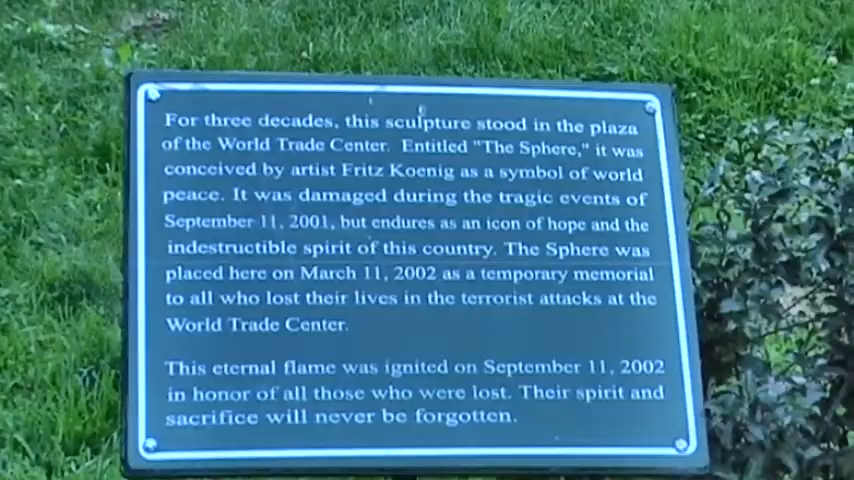 For three decades, this sculpture stood in the plaza
of the World Trade Center. Entitled "The Sphere," it was
conceived by artist Fritz Koenig as a symbol of world
peace. It was damaged during the tragic events of
September 11, 2001, but endures as an icon of hope and the
indestructible spirit of this country. The Sphere was
placed here on March 11, 2002 as a temporary memorial
to all who lost their lives in the terrorist attacks at the
World Trade Center.
This eternal flame was ignited on September 11, 2002
in honor of all those who were lost. Their spirit and
sacrifice will never be forgotten.